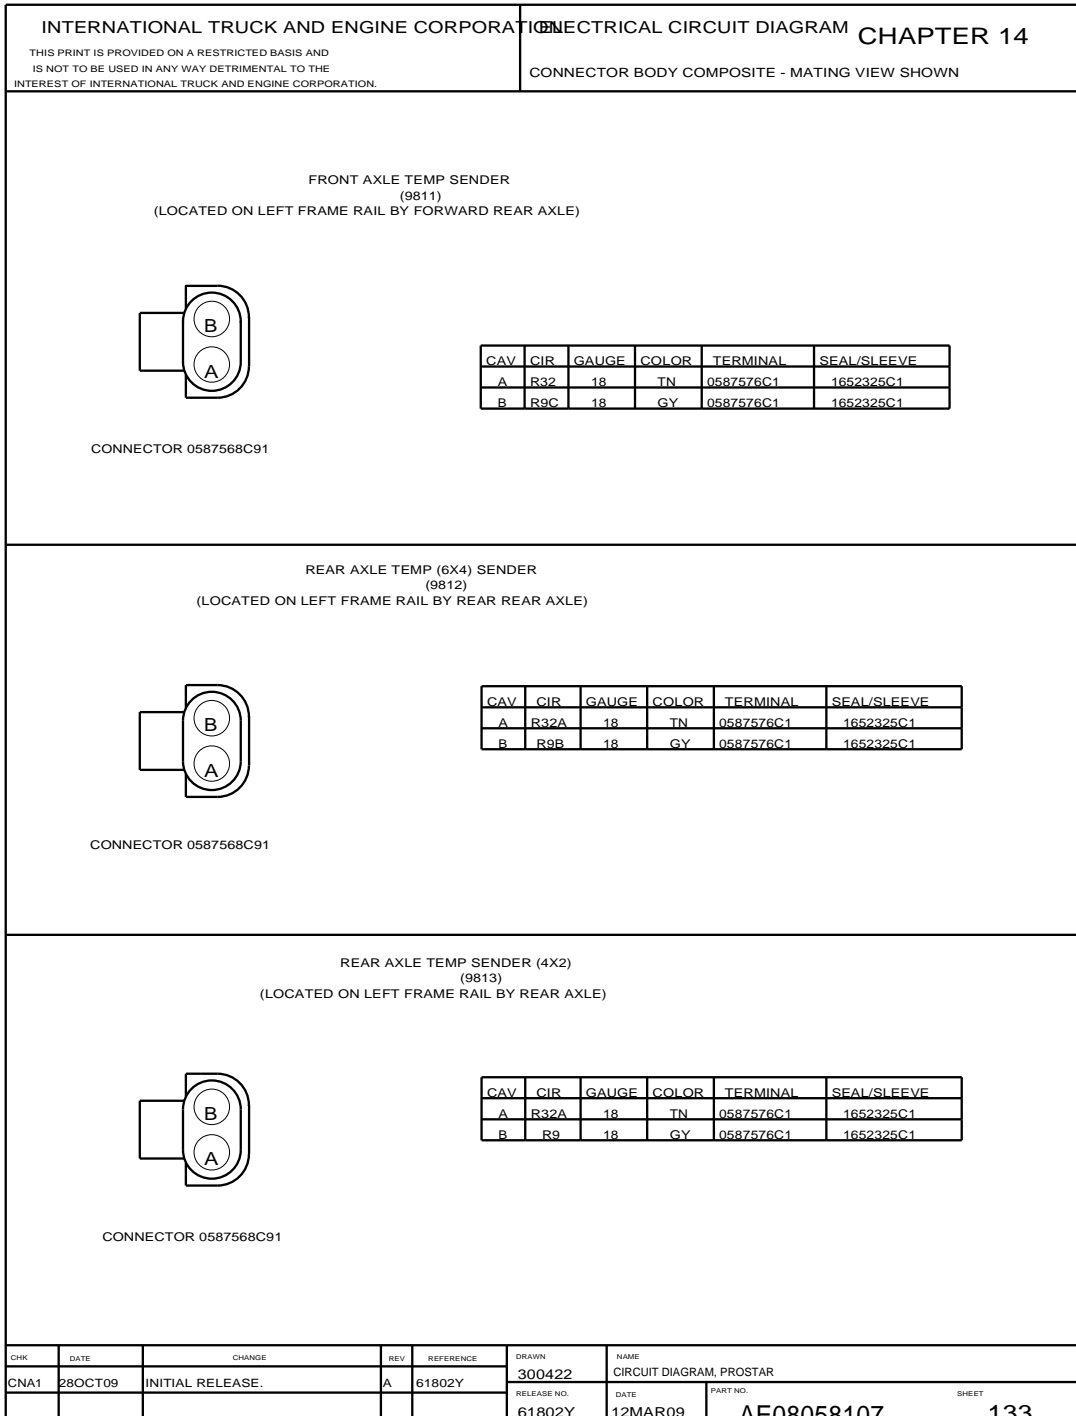 INTERNATIONAL TRUCK AND ENGINE CORPORATION
THIS PRINT IS PROVIDED ON A RESTRICTED BASIS AND
IS NOT TO BE USED IN ANY WAY DETRIMENTAL TO THE
INTEREST OF INTERNATIONAL TRUCK AND ENGINE CORPORATION.
ELECTRICAL CIRCUIT DIAGRAM CHAPTER 14
CONNECTOR BODY COMPOSITE - MATING VIEW SHOWN
FRONT AXLE TEMP SENDER
(9811)
(LOCATED ON LEFT FRAME RAIL BY FORWARD REAR AXLE)
B
A
CAV CIR GAUGE COLOR TERMINAL SEAL/SLEEVE
A R32 18 TN 0587576C1 1652325C1
B R9C 18 GY 0587576C1 1652325C1
CONNECTOR 0587568C91
REAR AXLE TEMP (6X4) SENDER
(9812)
(LOCATED ON LEFT FRAME RAIL BY REAR REAR AXLE)
B
A
CAV CIR GAUGE COLOR TERMINAL SEAL/SLEEVE
A R32A 18 TN 0587576C1 1652325C1
B R9B 18 GY 0587576C1 1652325C1
CONNECTOR 0587568C91
REAR AXLE TEMP SENDER (4X2)
(9813)
(LOCATED ON LEFT FRAME RAIL BY REAR AXLE)
B
A
CAV CIR GAUGE COLOR TERMINAL SEAL/SLEEVE
A R32A 18 TN 0587576C1 1652325C1
B R9 18 GY 0587576C1 1652325C1
CONNECTOR 0587568C91
CHK DATE CHANGE REV REFERENCE
CNA1 28OCT09 INITIAL RELEASE. A 61802Y
DRAWN
300422
NAME
CIRCUIT DIAGRAM, PROSTAR
RELEASE NO.
61802Y
DATE
12MAR09
PART NO.
AE08058107
SHEET
133